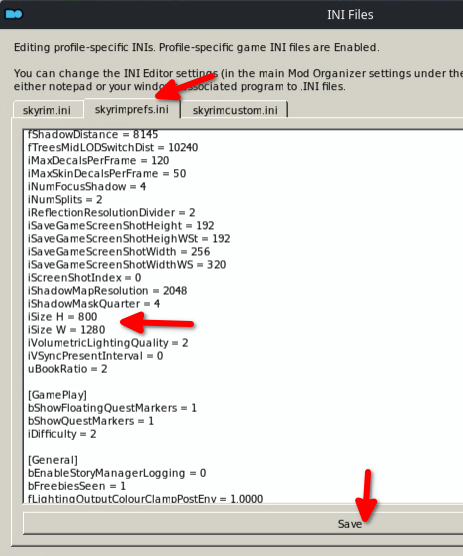 INI Files
Editing profile-specific INIs. Profile-specific game INI files are Enabled.
You can change the INI Editor settings (in the main Mod Organizer settings under the
either notepad or your associated program to .INI files.
skyrim.ini skyrimprefs.ini skyrimcustom.ini
fShadowDistance = 8145
fTreesMidLODSwitchDist = 10240
iMaxDecalsPerFrame = 120
iMaxSkinDecalsPerFrame = 50
iNumFocusShadow = 4
iNumSplits = 2
iReflectionResolutionDivider = 2
iSaveGameScreenShotHeight = 192
iSaveGameScreenShotHeighWSt = 192
iSaveGameScreenShotWidth = 256
iSaveGameScreenShotWidthWS = 320
iScreenShotIndex = 0
iShadowMapResolution = 2048
iShadowMaskQuarter = 4
iSize H = 800
iSize W = 1280
iVolumetricLightingQuality = 2
iVSyncPresentInterval = 0
uBookRatio = 2
[GamePlay]
bShowFloatingQuestMarkers = 1
bShowQuestMarkers = 1
iDifficulty = 2
[General]
bEnableStoryManagerLogging = 0
bFreebiesSeen = 1
fLightingOutputColourClampPostEnv = 1.0000
Save